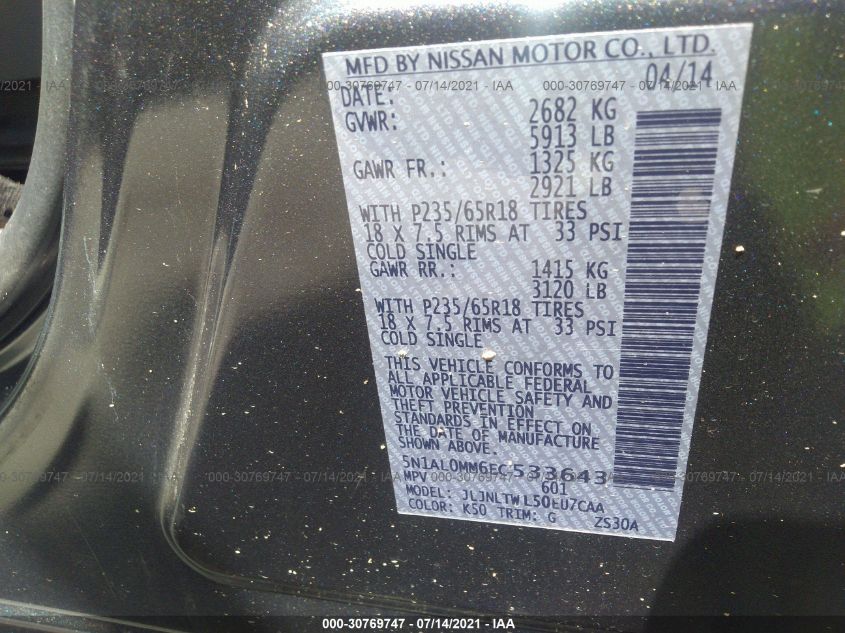 MFD BY NISSAN MOTOR CO., LTD.
DATE: 04/14
GVWR: 2682 KG
5913 LB
GAWR FR.: 1325 KG
2921 LB
WITH P235/65R18 TIRES
18 X 7.5 RIMS AT 33 PSI
COLD SINGLE
GAWR RR.: 1415 KG
3120 LB
WITH P235/65R18 TIRES
18 X 7.5 RIMS AT 33 PSI
COLD SINGLE
THIS VEHICLE CONFORMS TO
ALL APPLICABLE FEDERAL
MOTOR VEHICLE SAFETY AND
THEFT PREVENTION
STANDARDS IN EFFECT ON
THE DATE OF MANUFACTURE
SHOWN ABOVE.
5N1AL0MM6EC533643
MPV 601
MODEL: JLJNLTWL50EU7CAA
COLOR: K50 TRIM: G ZS30A
000-30769747 - 07/14/2021 - IAA